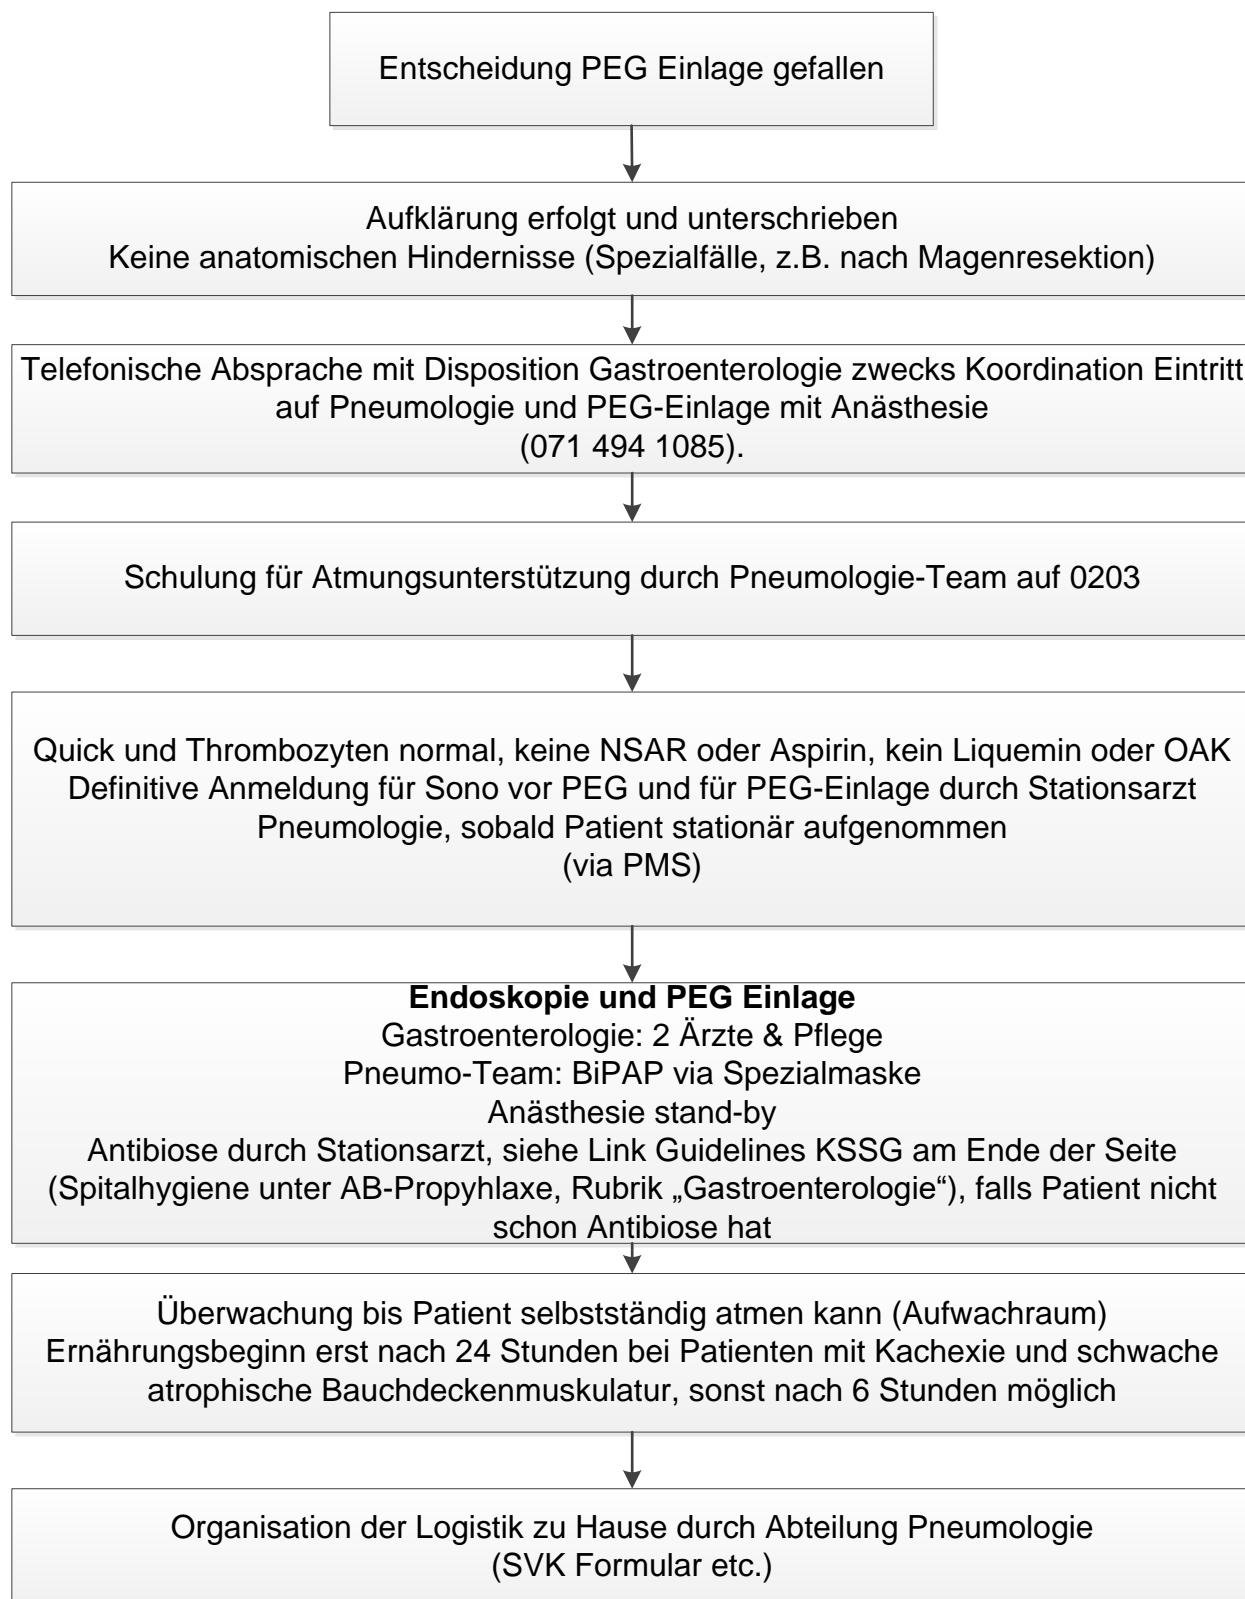 Entscheidung PEG Einlage gefallen
Aufklärung erfolgt und unterschrieben
Keine anatomischen Hindernisse (Spezialfälle, z.B. nach Magenresektion)
Telefonische Absprache mit Disposition Gastroenterologie zwecks Koordination Eintritt
auf Pneumologie und PEG-Einlage mit Anästhesie
(071 494 1085).
Schulung für Atmungsunterstützung durch Pneumologie-Team auf 0203
Quick und Thrombozyten normal, keine NSAR oder Aspirin, kein Liquemin oder OAK
Definitive Anmeldung für Sono vor PEG und für PEG-Einlage durch Stationsarzt
Pneumologie, sobald Patient stationär aufgenommen
(via PMS)
Endoskopie und PEG Einlage
Gastroenterologie: 2 Ärzte & Pflege
Pneumo-Team: BiPAP via Spezialmaske
Anästhesie stand-by
Antibiose durch Stationsarzt, siehe Link Guidelines KSSG am Ende der Seite
(Spitalhygiene unter AB-Propyhlaxe, Rubrik „Gastroenterologie“), falls Patient nicht
schon Antibiose hat
Überwachung bis Patient selbstständig atmen kann (Aufwachraum)
Ernährungsbeginn erst nach 24 Stunden bei Patienten mit Kachexie und schwache
atrophische Bauchdeckenmuskulatur, sonst nach 6 Stunden möglich
Organisation der Logistik zu Hause durch Abteilung Pneumologie
(SVK Formular etc.)